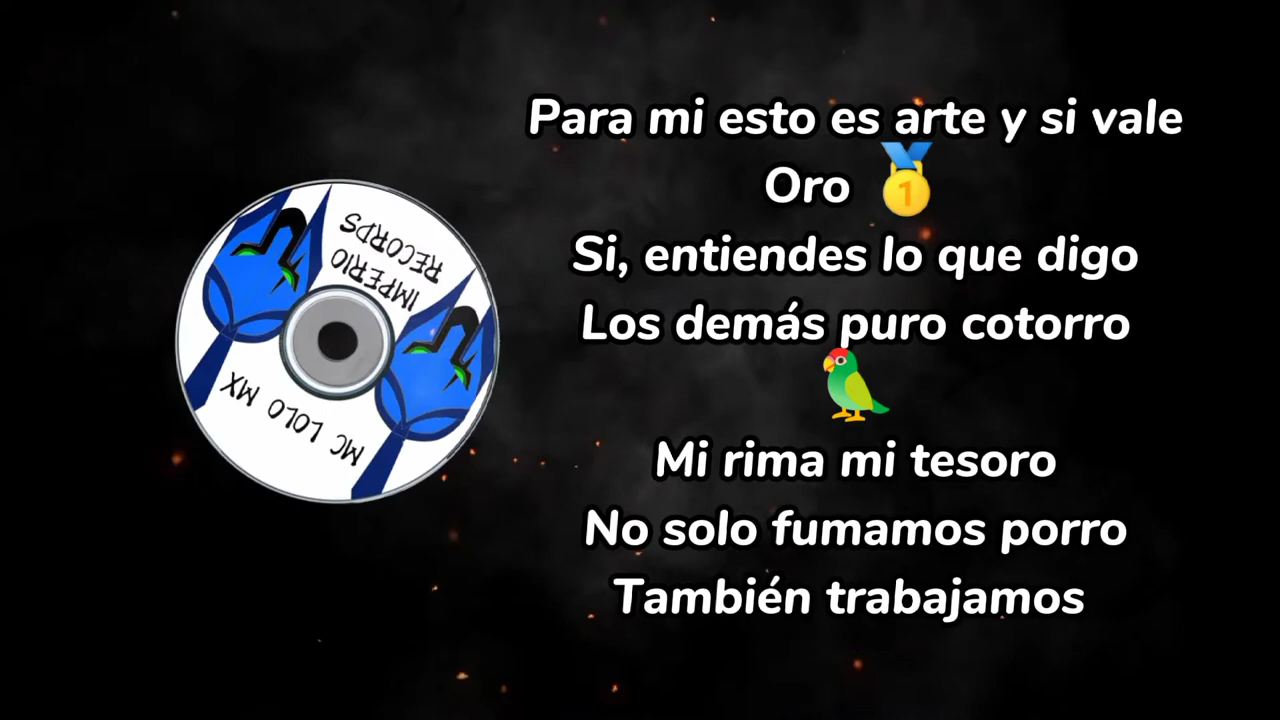 Para mi esto es arte y si vale
Oro 🥇
Si, entiendes lo que digo
Los demás puro cotorro
🦜
Mi rima mi tesoro
No solo fumamos porro
También trabajamos
IMPERIO
RECORDS
MC LOLO MX